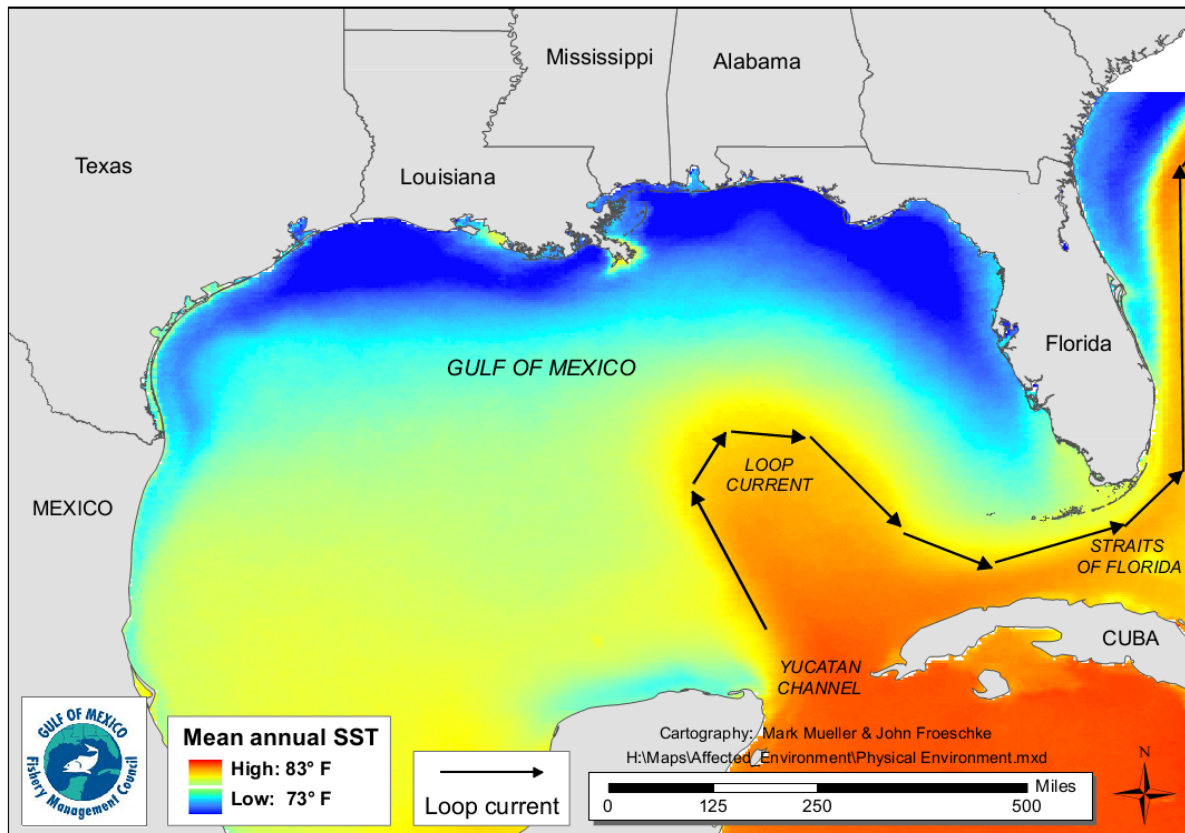 Mississippi
Alabama
Texas
Louisiana
GULF OF MEXICO
Florida
LOOP
CURRENT
MEXICO
STRAITS
OF FLORIDA
CUBA
YUCATAN
CHANNEL
GULF OF MEXICO
Fishery Management Council
Mean annual SST
High: 83° F
Low: 73° F
Loop current
Cartography: Mark Mueller & John Froeschke
H:\Maps\Affected_Environment\Physical Environment.mxd
Miles
0 125 250 500
N